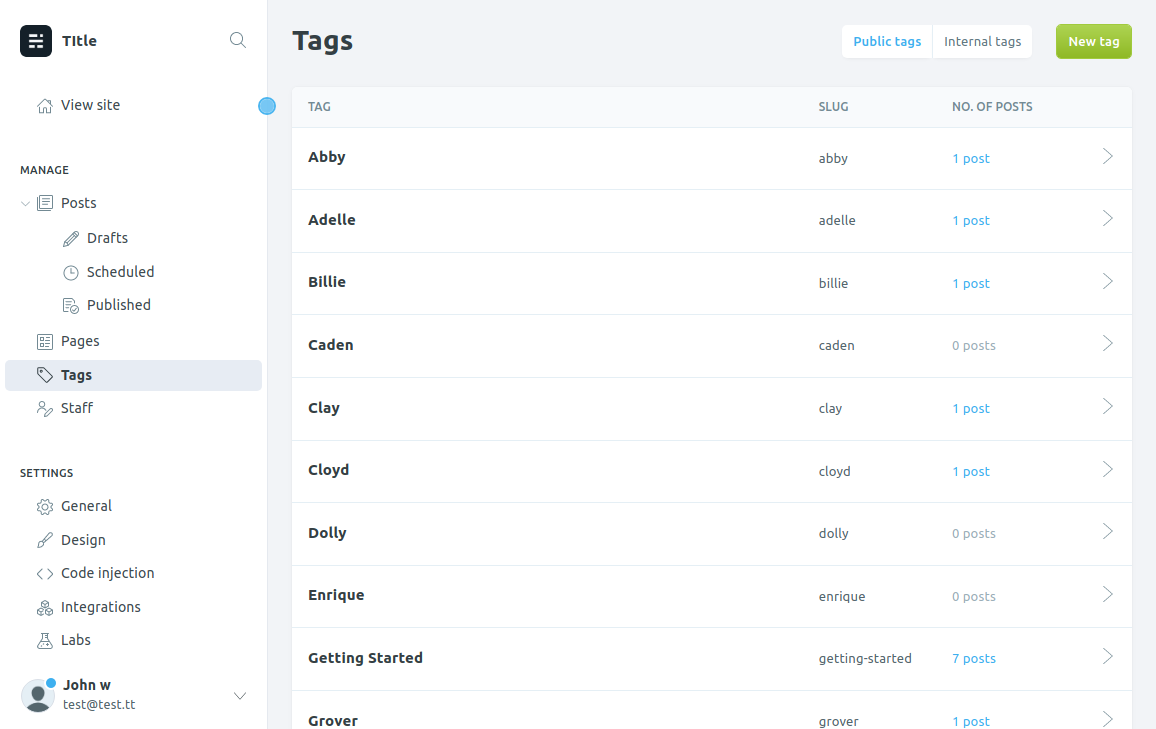 TItle
View site
MANAGE
Posts
Drafts
Scheduled
Published
Pages
Tags
Staff
SETTINGS
General
Design
Code injection
Integrations
Labs
John w
test@test.tt
Tags
Public tags Internal tags New tag
TAG SLUG NO. OF POSTS
Abby abby 1 post
Adelle adelle 1 post
Billie billie 1 post
Caden caden 0 posts
Clay clay 1 post
Cloyd cloyd 1 post
Dolly dolly 0 posts
Enrique enrique 0 posts
Getting Started getting-started 7 posts
Grover grover 1 post